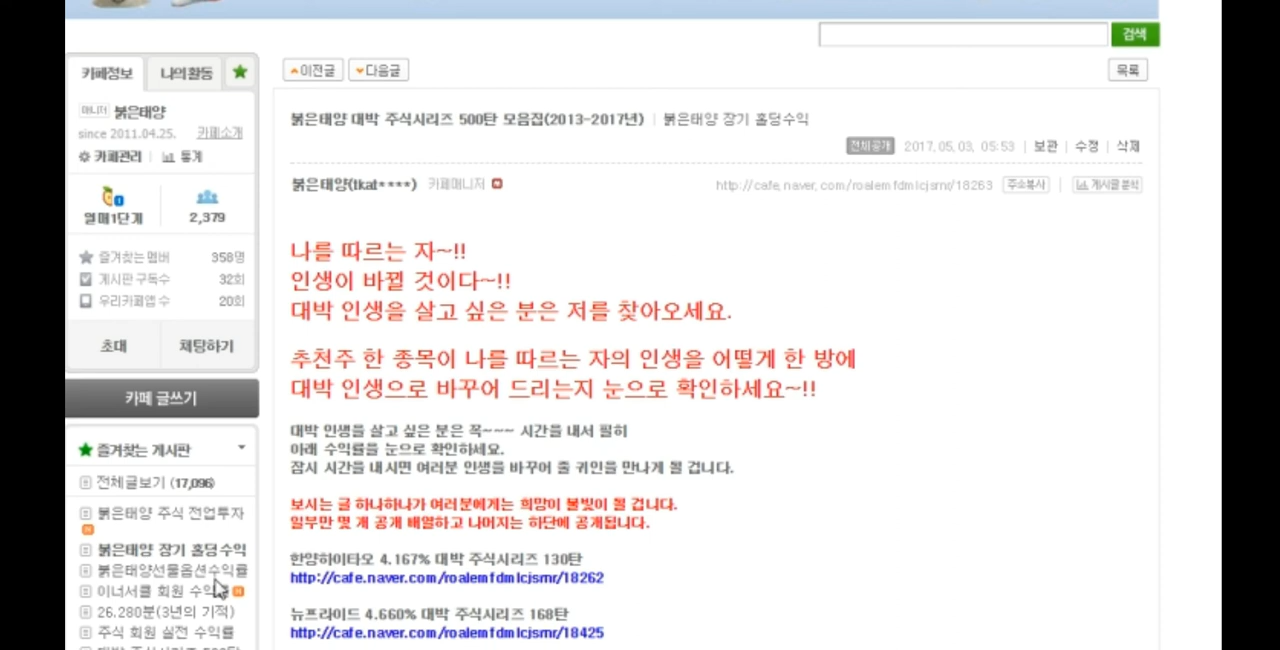 검색
카페정보 나의활동
이전글 다음글 목록
매니저 붉은태양
since 2011.04.25. 카페소개
카페관리 통계
열매1단계 2,379
즐겨찾는 멤버 358명
게시판 구독수 32회
우리카페앱 수 20회
초대 채팅하기
카페 글쓰기
즐겨찾는 게시판
전체글보기 (17,096)
붉은태양 주식 전업투자
붉은태양 장기 홀딩수익
붉은태양선물옵션수익률
이너서클 회원 수익
26.280분(3년의 기적)
주식 회원 실전 수익률
붉은태양 대박 주식시리즈 500탄 모음집(2013-2017년) | 붉은태양 장기 홀딩수익
전체공개 2017.05.03. 05:53 | 보관 | 수정 | 삭제
붉은태양(tkat****) 카페매니저
http://cafe.naver.com/roalemfdmlcjsrnr/18263 주소복사 | 게시글 분석
나를 따르는 자~!!
인생이 바뀔 것이다~!!
대박 인생을 살고 싶은 분은 저를 찾아오세요.
추천주 한 종목이 나를 따르는 자의 인생을 어떻게 한 방에
대박 인생으로 바꾸어 드리는지 눈으로 확인하세요~!!
대박 인생을 살고 싶은 분은 꼭~~~ 시간을 내서 필히
아래 수익률을 눈으로 확인하세요.
잠시 시간을 내시면 여러분 인생을 바꾸어 줄 귀인을 만나게 될 겁니다.
보시는 글 하나하나가 여러분에게는 희망이 불빛이 될 겁니다.
일부만 몇 개 공개 배열하고 나머지는 하단에 공개됩니다.
한양하이타오 4.167% 대박 주식시리즈 130탄
http://cafe.naver.com/roalemfdmlcjsrnr/18262
뉴프라이드 4.660% 대박 주식시리즈 168탄
http://cafe.naver.com/roalemfdmlcjsrnr/18425